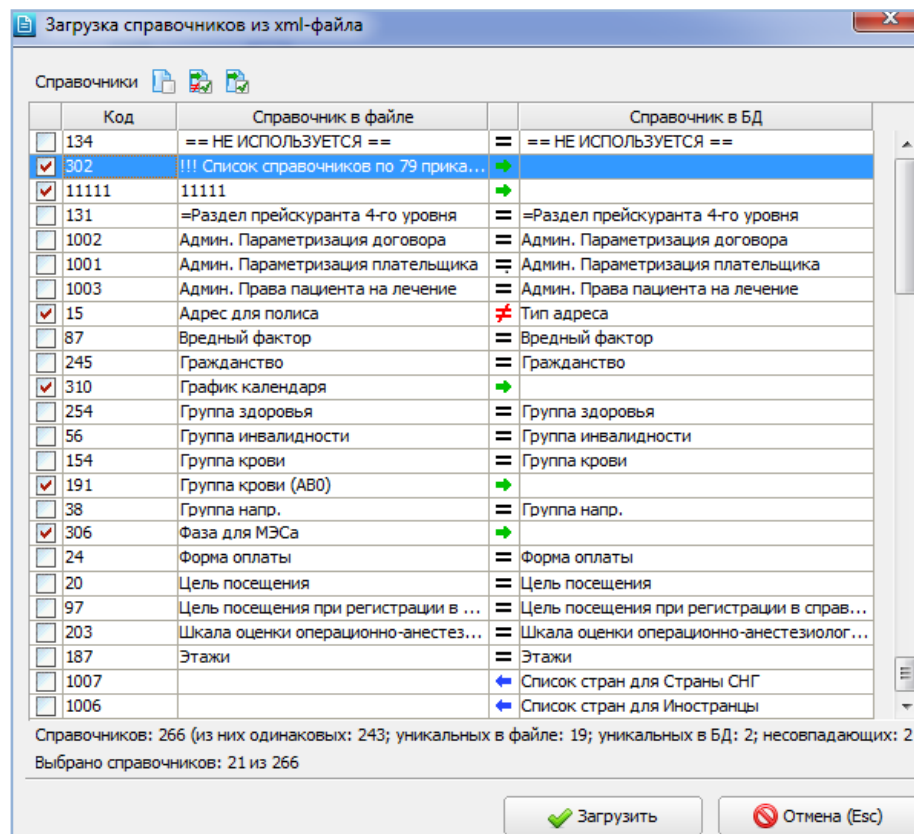 Загрузка справочников из xml-файла
Справочники
Код Справочник в файле Справочник в БД
134 == НЕ ИСПОЛЬЗУЕТСЯ == = == НЕ ИСПОЛЬЗУЕТСЯ ==
302 !!! Список справочников по 79 прика...
11111 11111
131 =Раздел прейскуранта 4-го уровня = =Раздел прейскуранта 4-го уровня
1002 Админ. Параметризация договора = Админ. Параметризация договора
1001 Админ. Параметризация плательщика = Админ. Параметризация плательщика
1003 Админ. Права пациента на лечение = Админ. Права пациента на лечение
15 Адрес для полиса ≠ Тип адреса
87 Вредный фактор = Вредный фактор
245 Гражданство = Гражданство
310 График календаря
254 Группа здоровья = Группа здоровья
56 Группа инвалидности = Группа инвалидности
154 Группа крови = Группа крови
191 Группа крови (AB0)
38 Группа напр. = Группа напр.
306 Фаза для МЭСа
24 Форма оплаты = Форма оплаты
20 Цель посещения = Цель посещения
97 Цель посещения при регистрации в ... = Цель посещения при регистрации в справ...
203 Шкала оценки операционно-анестез... = Шкала оценки операционно-анестезиолог...
187 Этажи = Этажи
1007 Список стран для Страны СНГ
1006 Список стран для Иностранцы
Справочников: 266 (из них одинаковых: 243; уникальных в файле: 19; уникальных в БД: 2; несовпадающих: 2
Выбрано справочников: 21 из 266
Загрузить Отмена (Esc)